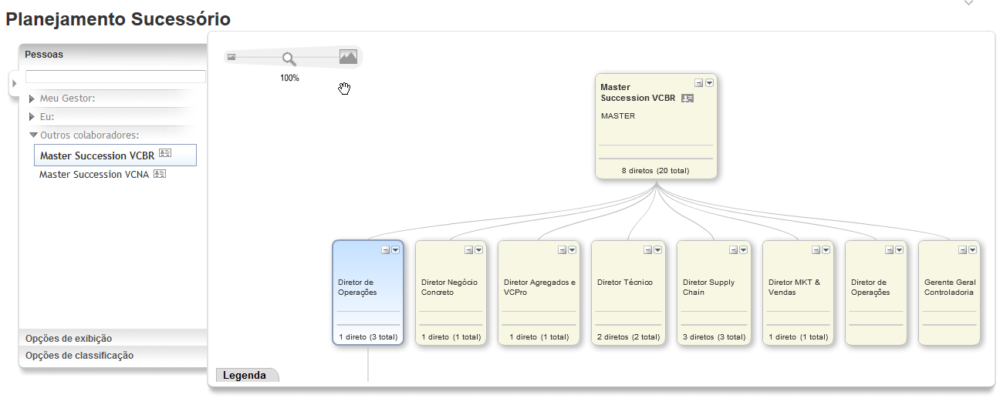 Planejamento Sucessório
Pessoas
Meu Gestor:
Eu:
Outros colaboradores:
Master Succession VCBR
Master Succession VCNA
Opções de exibição
Opções de classificação
100%
Master
Succession VCBR
MASTER
8 diretos (20 total)
Diretor de
Operações
1 direto (3 total)
Diretor Negócio
Concreto
1 direto (1 total)
Diretor Agregados e
VCPro
1 direto (1 total)
Diretor Técnico
2 diretos (2 total)
Diretor Supply
Chain
3 diretos (3 total)
Diretor MKT &
Vendas
1 direto (1 total)
Diretor de
Operações
Gerente Geral
Controladoria
Legenda